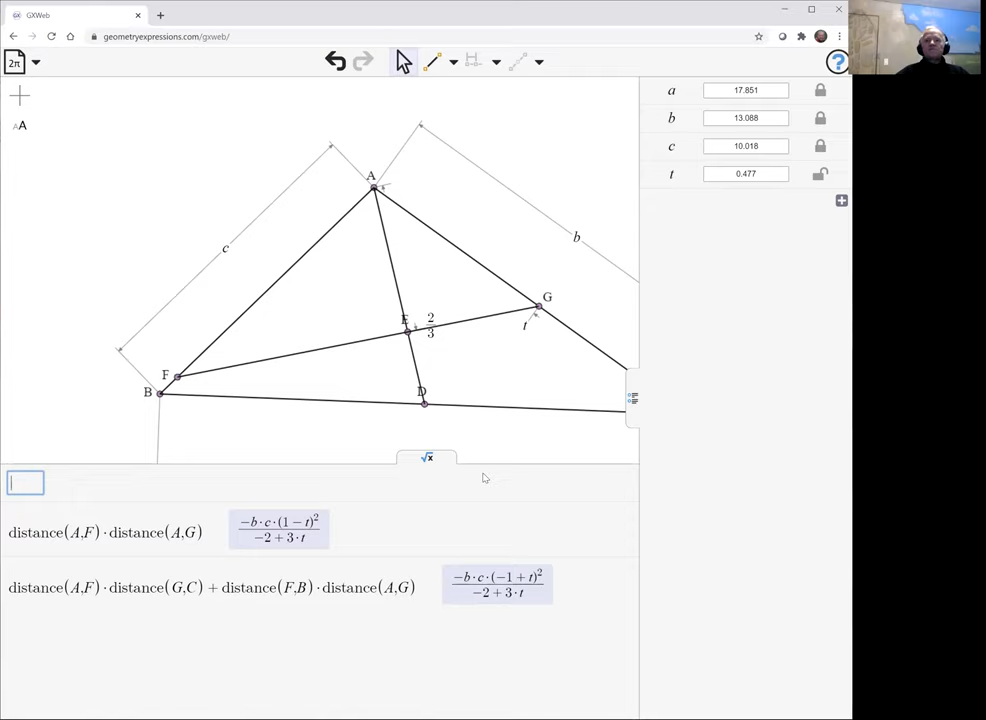 GXWeb
geometryexpressions.com/gxweb/
2π
?
AA
a 17.851
b 13.088
c 10.018
t 0.477
A
c
b
G
E 2/3
t
F
B
D
√x
distance(A,F)·distance(A,G) −b·c·(1−t)²/−2+3·t
distance(A,F)·distance(G,C)+distance(F,B)·distance(A,G) −b·c·(−1+t)²/−2+3·t